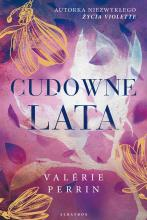 AUTORKA NIEZWYKŁEGO
ŻYCIA VIOLETTE
CUDOWNE
LATA
VALÉRIE
PERRIN
ALBATROS